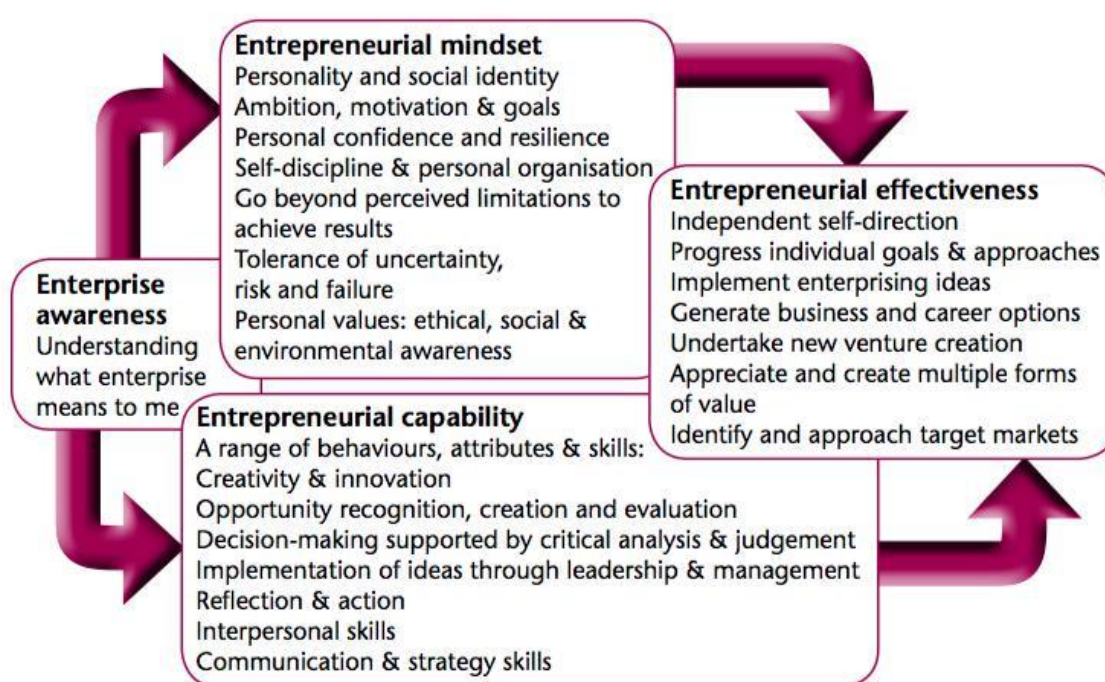 Entrepreneurial mindset
Personality and social identity
Ambition, motivation & goals
Personal confidence and resilience
Self-discipline & personal organisation
Go beyond perceived limitations to
achieve results
Tolerance of uncertainty,
risk and failure
Personal values: ethical, social &
environmental awareness
Enterprise
awareness
Understanding
what enterprise
means to me
Entrepreneurial capability
A range of behaviours, attributes & skills:
Creativity & innovation
Opportunity recognition, creation and evaluation
Decision-making supported by critical analysis & judgement
Implementation of ideas through leadership & management
Reflection & action
Interpersonal skills
Communication & strategy skills
Entrepreneurial effectiveness
Independent self-direction
Progress individual goals & approaches
Implement enterprising ideas
Generate business and career options
Undertake new venture creation
Appreciate and create multiple forms
of value
Identify and approach target markets